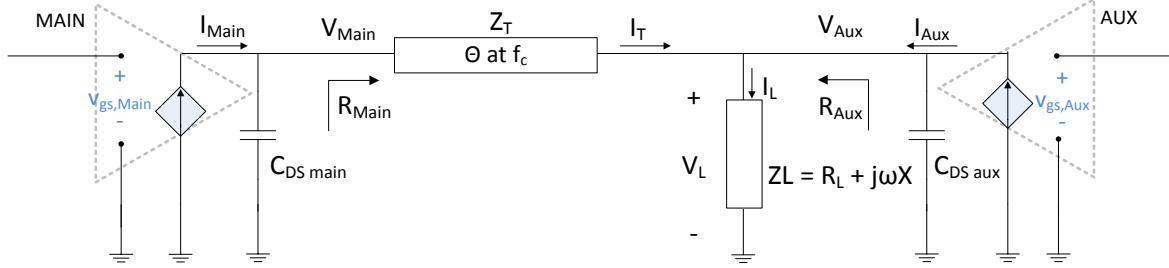 MAIN
I_Main
V_Main
Z_T
I_T
V_Aux
I_Aux
AUX
Θ at f_c
+
v_gs,Main
-
R_Main
+
I_L
R_Aux
+
v_gs,Aux
-
C_DS main
V_L
ZL = R_L + jωX
C_DS aux
-